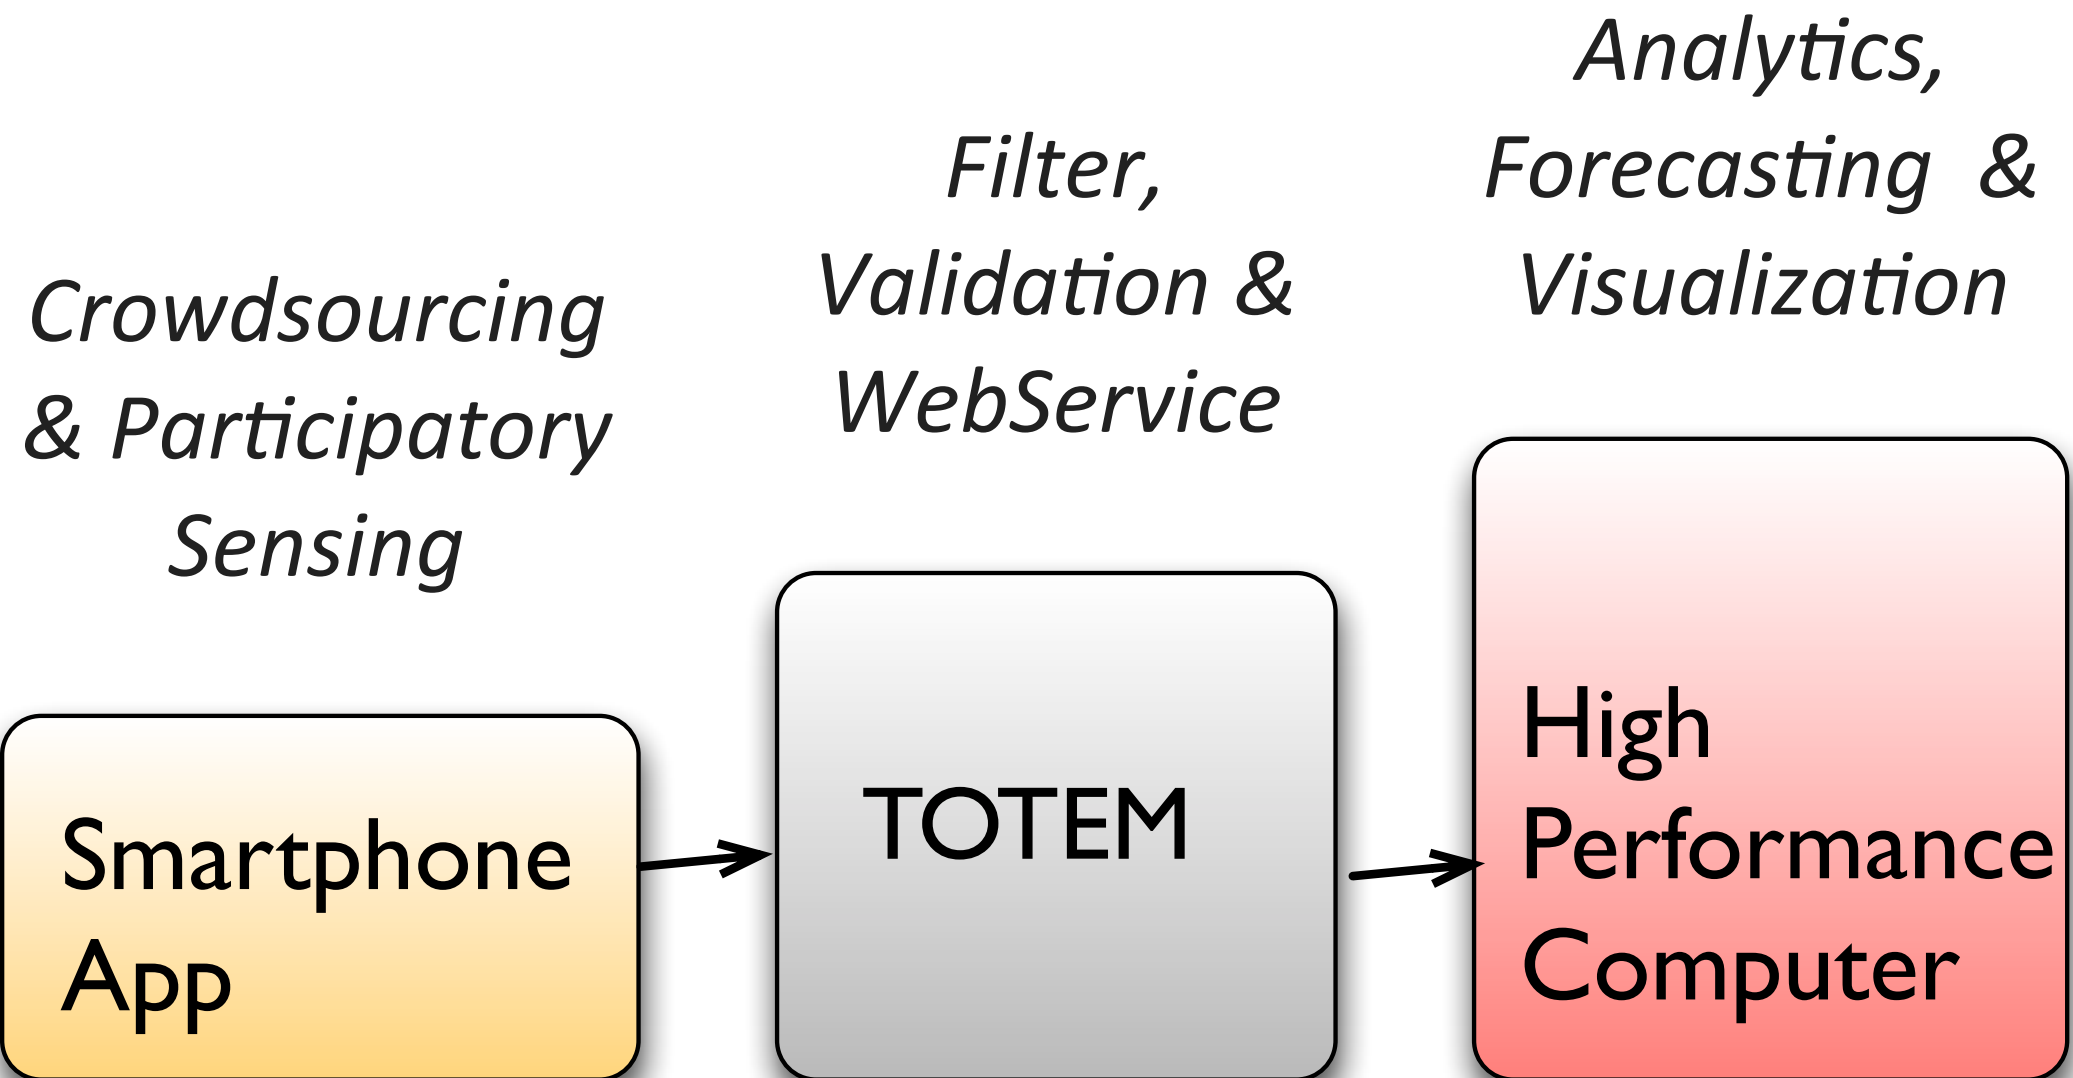 Crowdsourcing
& Participatory
Sensing
Smartphone
App
Filter,
Validation &
WebService
TOTEM
Analytics,
Forecasting &
Visualization
High
Performance
Computer